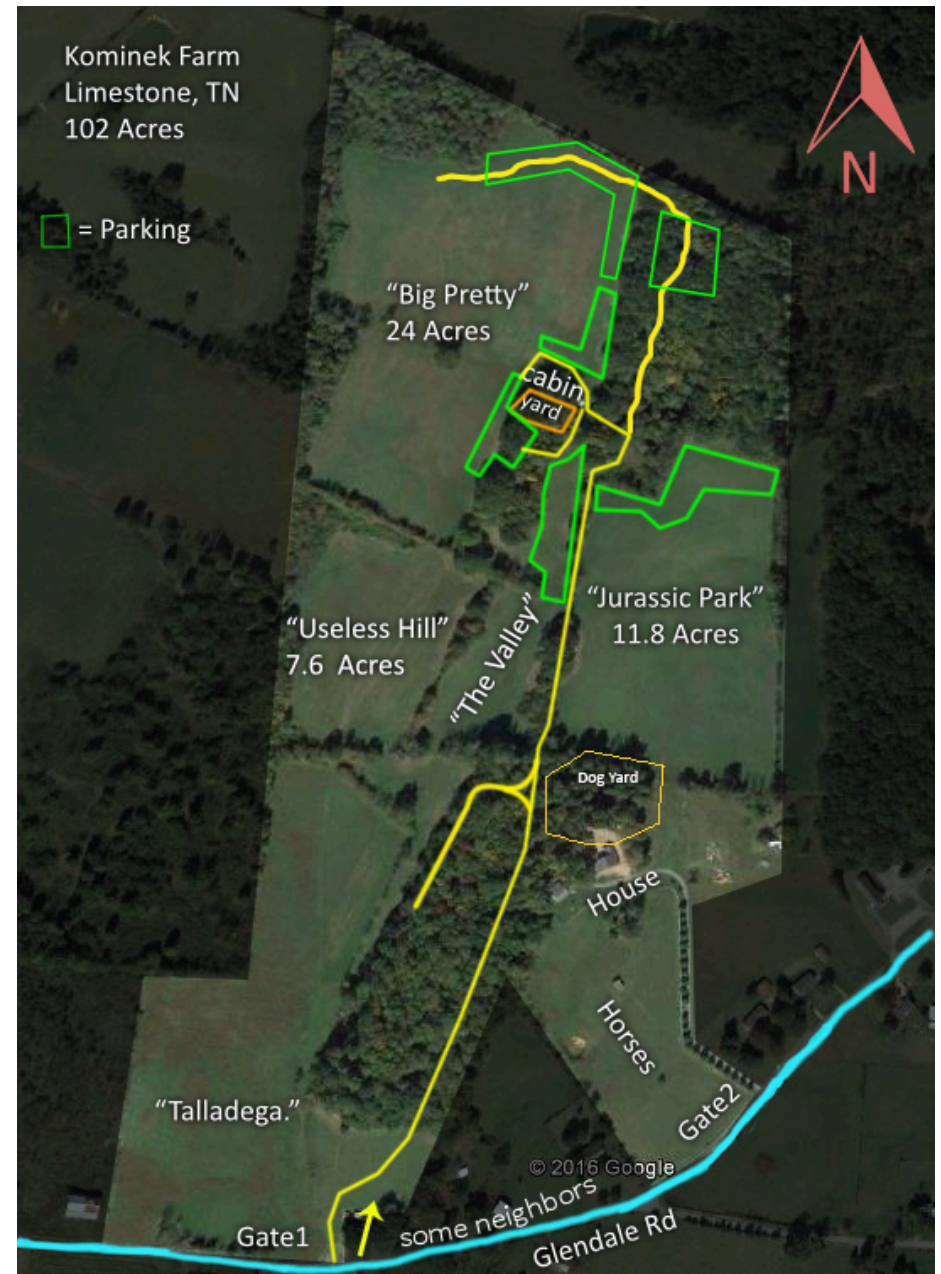 Kominek Farm
Limestone, TN
102 Acres
N
= Parking
“Big Pretty”
24 Acres
cabin.
yard
“Useless Hill”
7.6 Acres
“The Valley”
“Jurassic Park”
11.8 Acres
Dog Yard
House
Horses
“Talladega.”
Gate2
© 2016 Google
some neighbors
Gate1
Glendale Rd